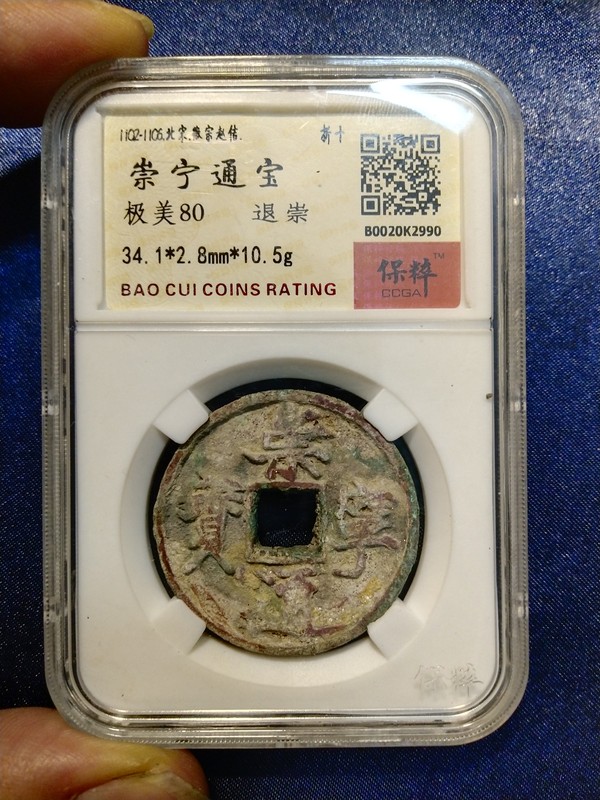 1102-1106.北宋.徽宗赵佶. 折十
崇宁通宝
极美80 退崇
34.1*2.8mm*10.5g
BAO CUI COINS RATING
B0020K2990
保粹™
CCGA
崇
寶 寧
保粹